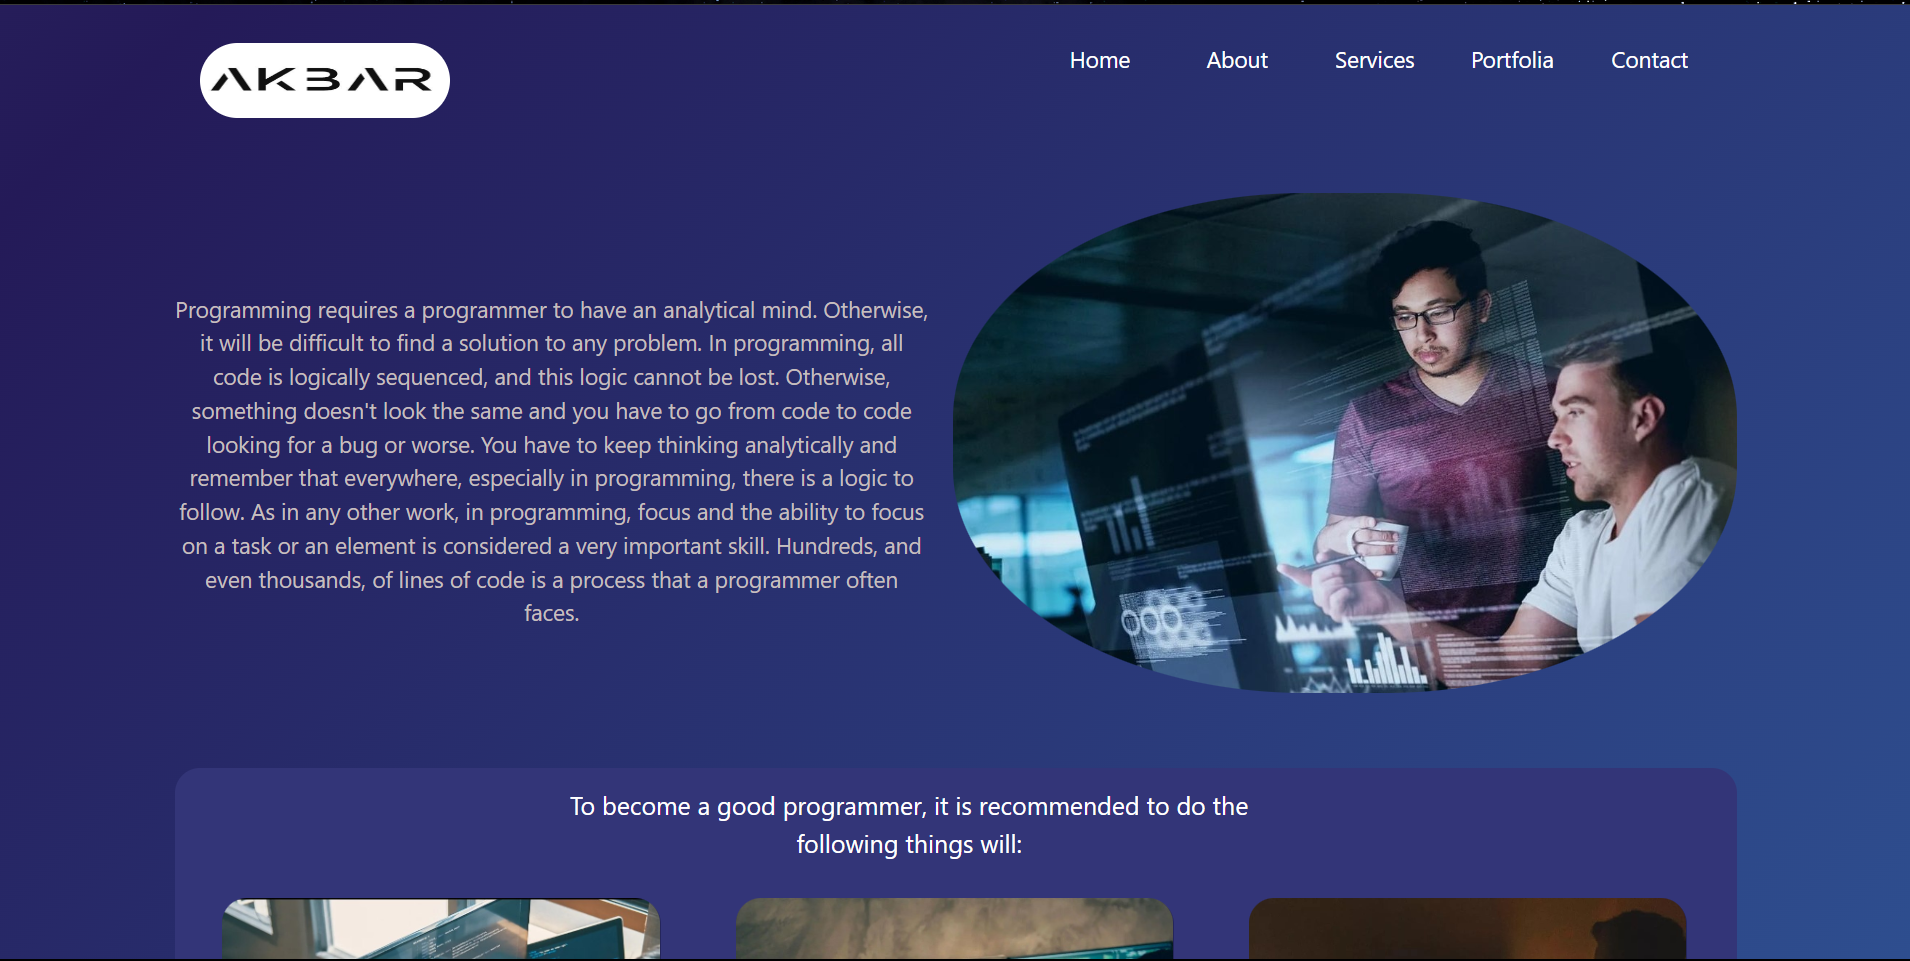 AKBAR
Home About Services Portfolia Contact
Programming requires a programmer to have an analytical mind. Otherwise,
it will be difficult to find a solution to any problem. In programming, all
code is logically sequenced, and this logic cannot be lost. Otherwise,
something doesn't look the same and you have to go from code to code
looking for a bug or worse. You have to keep thinking analytically and
remember that everywhere, especially in programming, there is a logic to
follow. As in any other work, in programming, focus and the ability to focus
on a task or an element is considered a very important skill. Hundreds, and
even thousands, of lines of code is a process that a programmer often
faces.
To become a good programmer, it is recommended to do the
following things will: